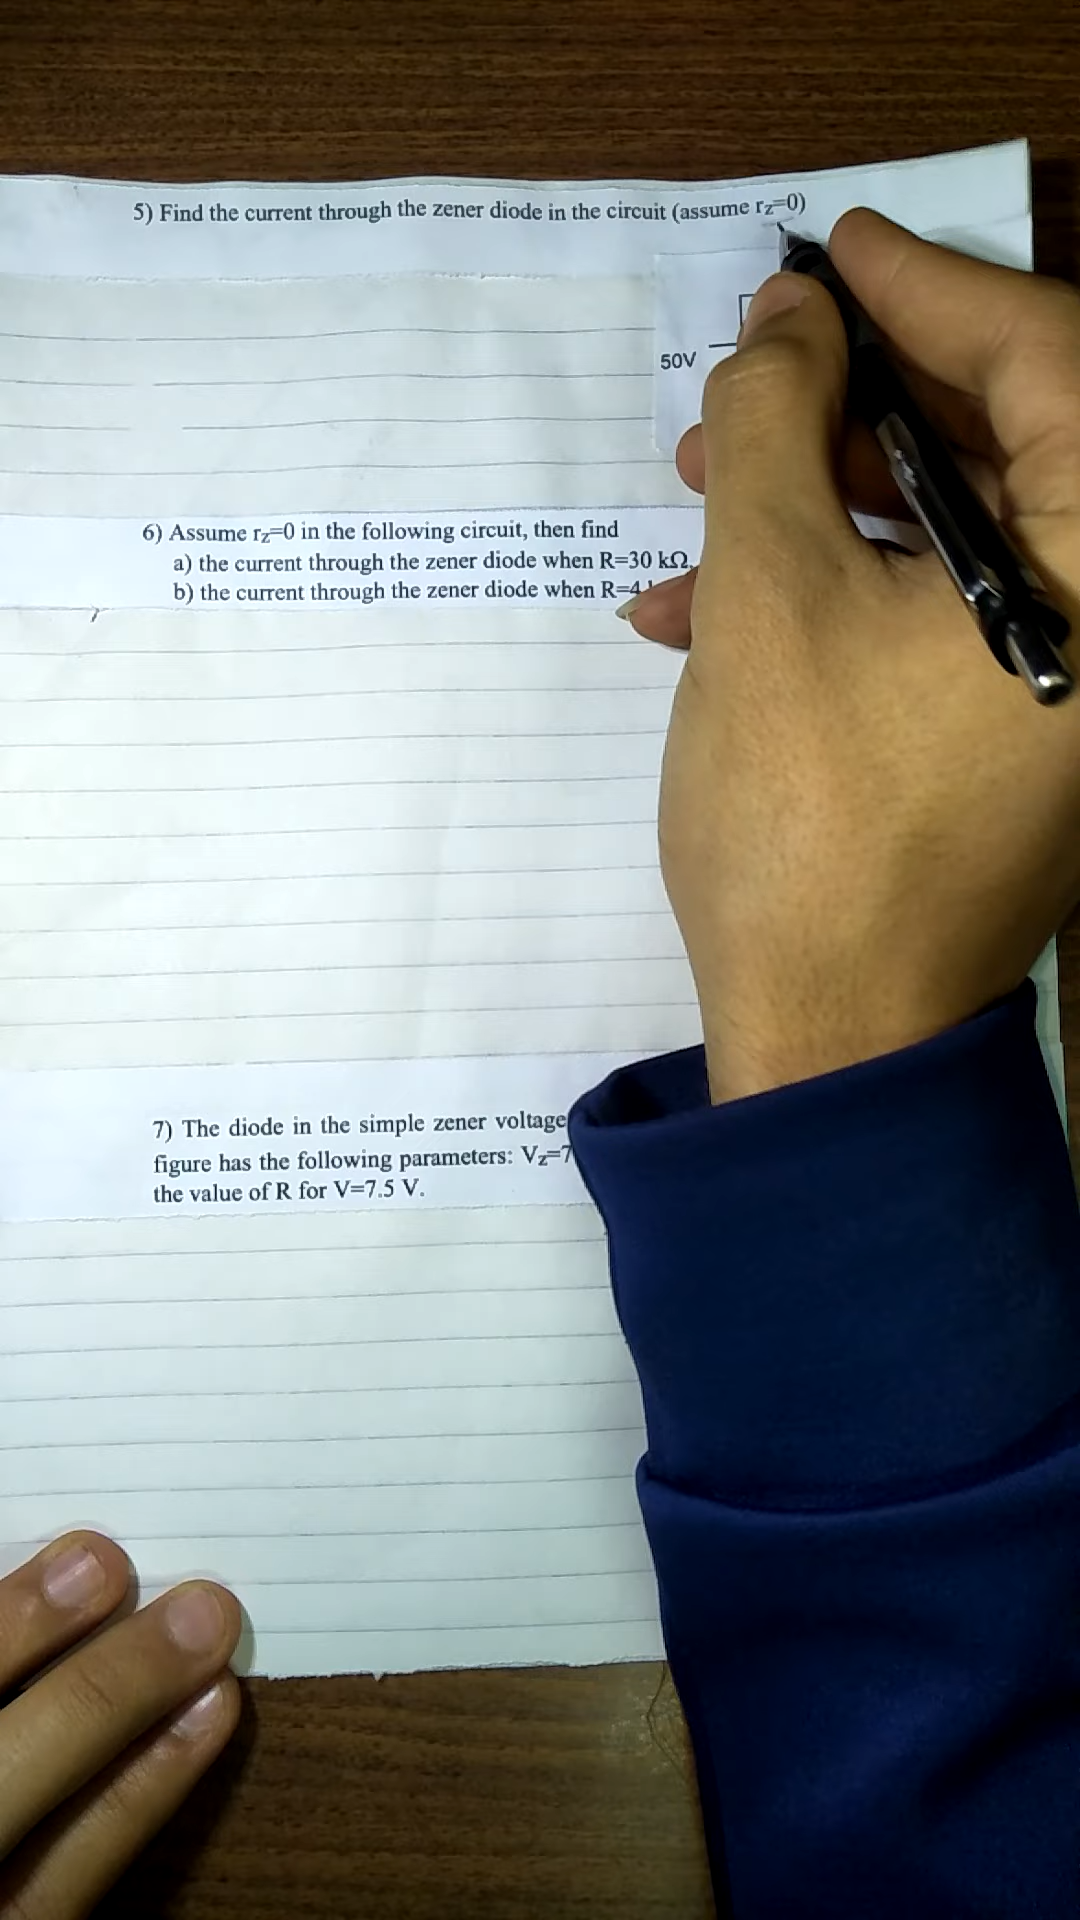 5) Find the current through the zener diode in the circuit (assume rz=0)
50V
6) Assume rz=0 in the following circuit, then find
a) the current through the zener diode when R=30 kΩ.
b) the current through the zener diode when R=4
7) The diode in the simple zener voltage
figure has the following parameters: Vz=7
the value of R for V=7.5 V.